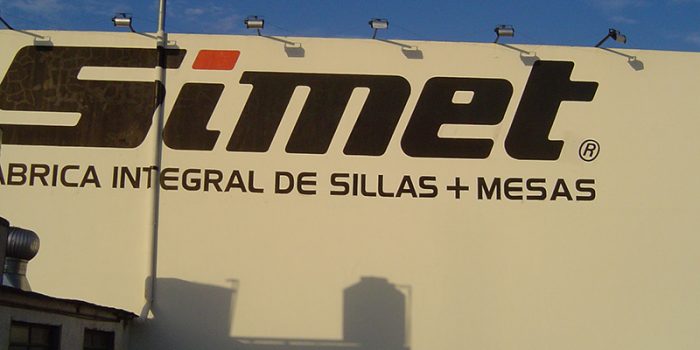 Simet®
ABRICA INTEGRAL DE SILLAS + MESAS